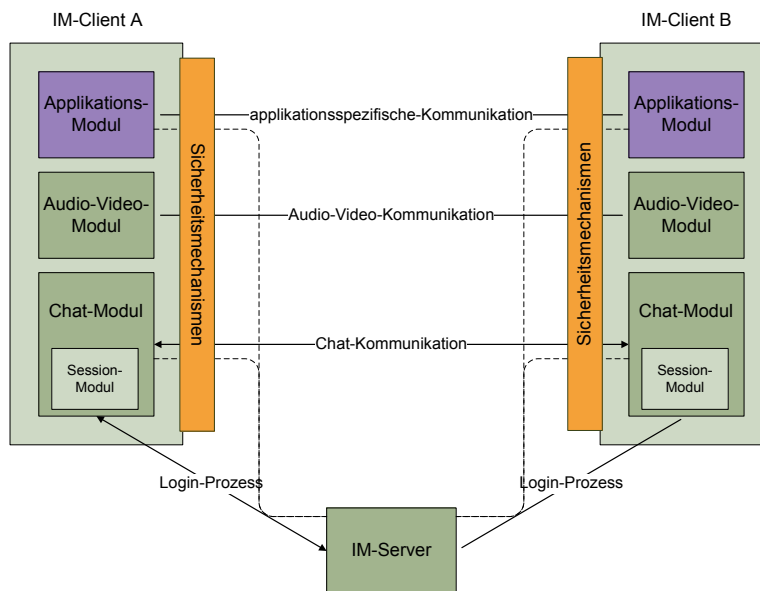 IM-Client A
IM-Client B
Applikations-
Modul
applikationsspezifische-Kommunikation
Applikations-
Modul
Sicherheitsmechanismen
Sicherheitsmechanismen
Audio-Video-
Modul
Audio-Video-Kommunikation
Audio-Video-
Modul
Chat-Modul
Chat-Modul
Chat-Kommunikation
Session-
Modul
Session-
Modul
Login-Prozess
Login-Prozess
IM-Server